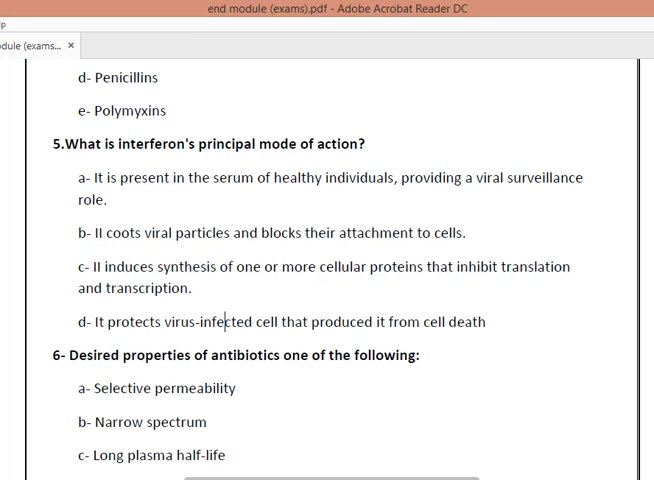 end module (exams).pdf - Adobe Acrobat Reader DC
lp
odule (exams... ×
d- Penicillins
e- Polymyxins
5.What is interferon's principal mode of action?
a- It is present in the serum of healthy individuals, providing a viral surveillance
role.
b- II coots viral particles and blocks their attachment to cells.
c- II induces synthesis of one or more cellular proteins that inhibit translation
and transcription.
d- It protects virus-infected cell that produced it from cell death
6- Desired properties of antibiotics one of the following:
a- Selective permeability
b- Narrow spectrum
c- Long plasma half-life